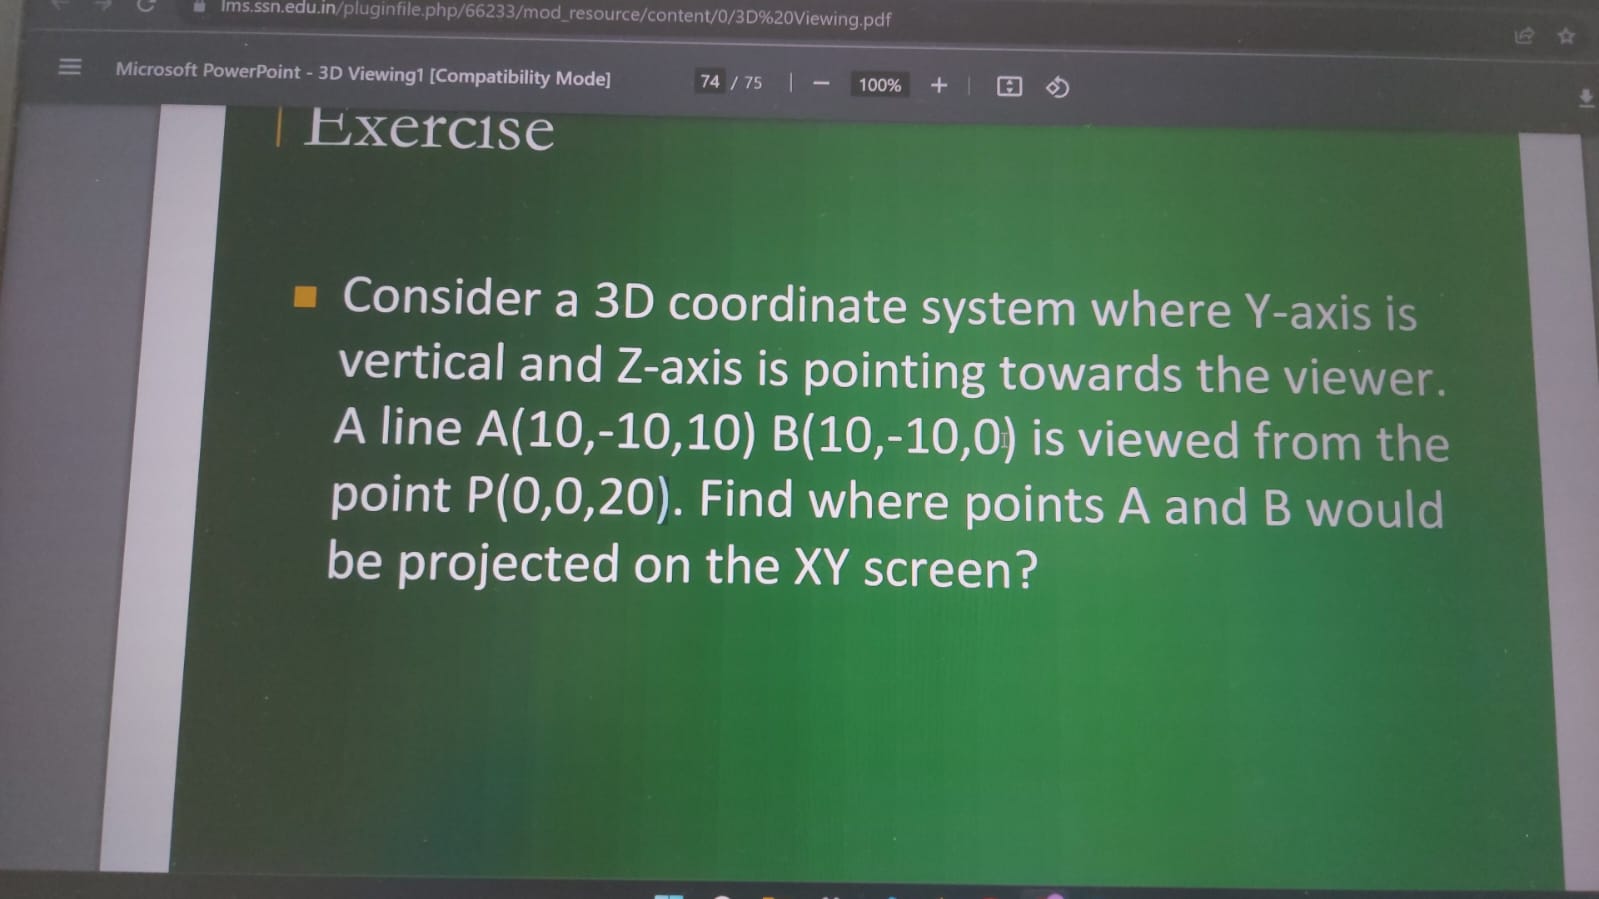 lms.ssn.edu.in/pluginfile.php/66233/mod_resource/content/0/3D%20Viewing.pdf
Microsoft PowerPoint - 3D Viewing1 [Compatibility Mode] 74 / 75 | − 100% + |
Exercise
Consider a 3D coordinate system where Y-axis is
vertical and Z-axis is pointing towards the viewer.
A line A(10,-10,10) B(10,-10,0) is viewed from the
point P(0,0,20). Find where points A and B would
be projected on the XY screen?